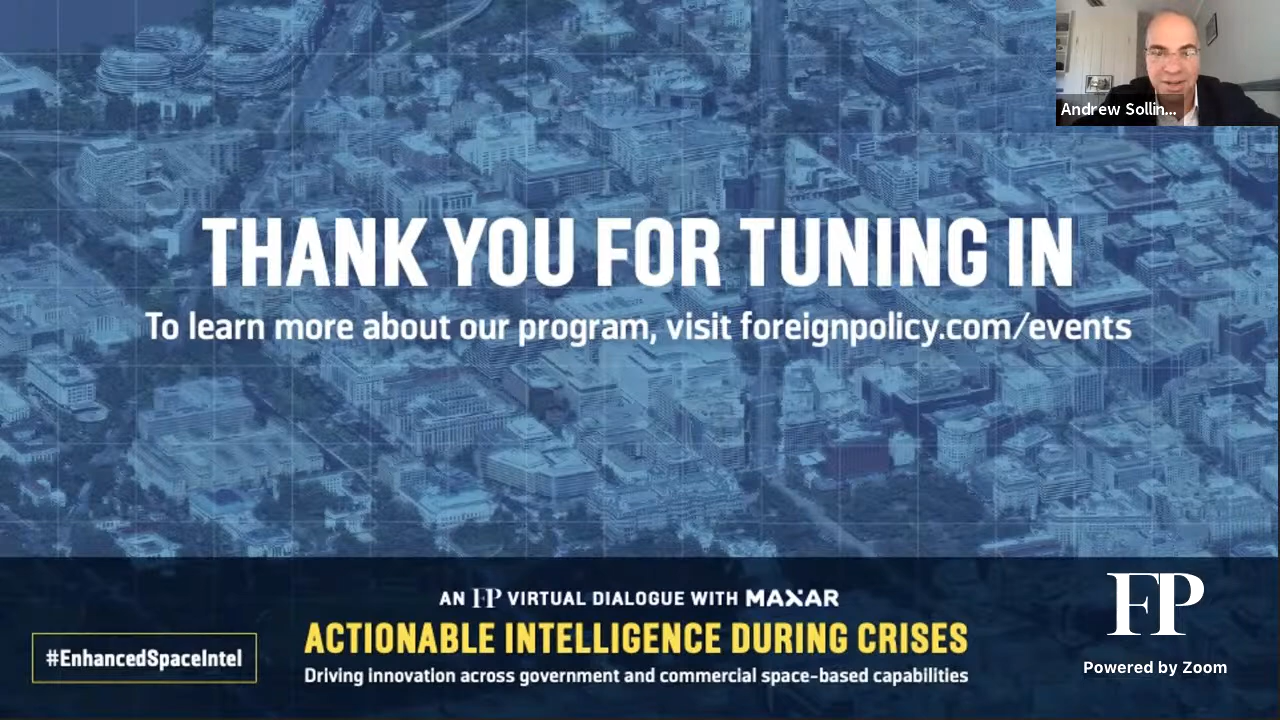 Andrew Sollin...
THANK YOU FOR TUNING IN
To learn more about our program, visit foreignpolicy.com/events
AN FP VIRTUAL DIALOGUE WITH MAXAR
ACTIONABLE INTELLIGENCE DURING CRISES
Driving innovation across government and commercial space-based capabilities
#EnhancedSpaceIntel
FP
Powered by Zoom